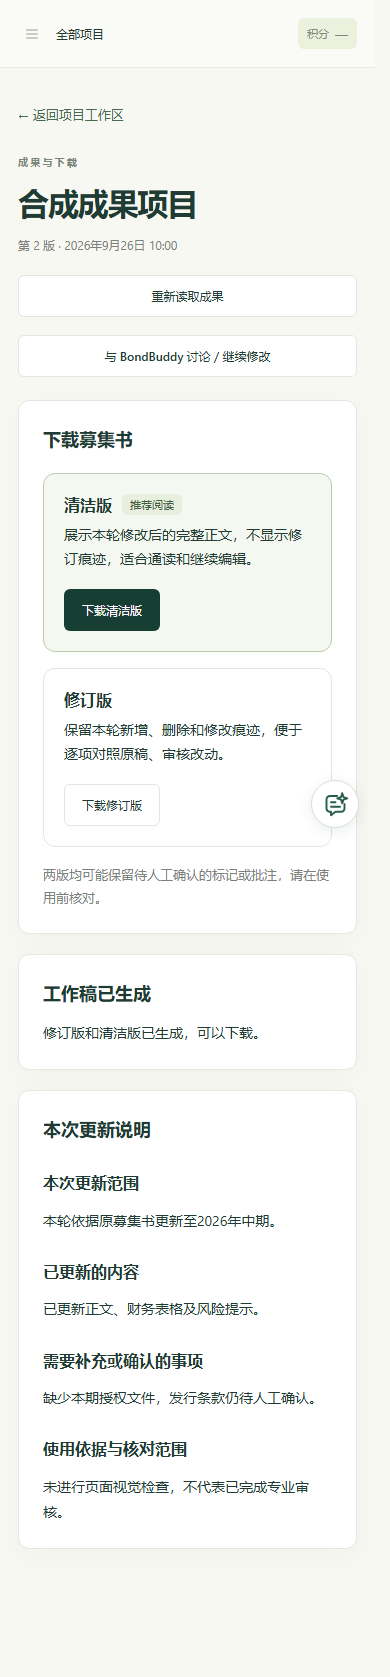 全部项目
积分 —
← 返回项目工作区
成果与下载
合成成果项目
第 2 版 · 2026年9月26日 10:00
重新读取成果
与 BondBuddy 讨论 / 继续修改
下载募集书
清洁版 推荐阅读
展示本轮修改后的完整正文，不显示修
订痕迹，适合通读和继续编辑。
下载清洁版
修订版
保留本轮新增、删除和修改痕迹，便于
逐项对照原稿、审核改动。
下载修订版
两版均可能保留待人工确认的标记或批注，请在使
用前核对。
工作稿已生成
修订版和清洁版已生成，可以下载。
本次更新说明
本次更新范围
本轮依据原募集书更新至2026年中期。
已更新的内容
已更新正文、财务表格及风险提示。
需要补充或确认的事项
缺少本期授权文件，发行条款仍待人工确认。
使用依据与核对范围
未进行页面视觉检查，不代表已完成专业审
核。